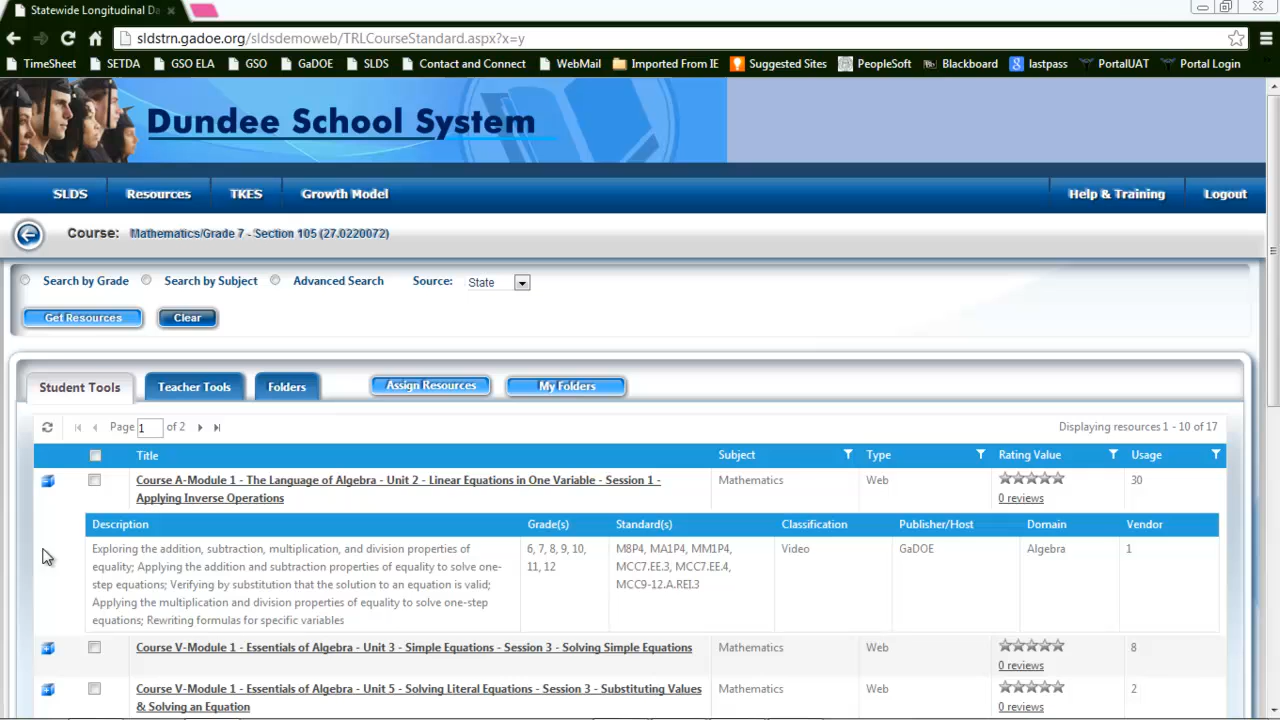 Statewide Longitudinal Da
sldstrn.gadoe.org/sldsdemoweb/TRLCourseStandard.aspx?x=y
TimeSheet SETDA GSO ELA GSO GaDOE SLDS Contact and Connect WebMail Imported From IE Suggested Sites PeopleSoft Blackboard lastpass PortalUAT Portal Login
Dundee School System
SLDS Resources TKES Growth Model Help & Training Logout
Course: Mathematics/Grade 7 - Section 105 (27.0220072)
Search by Grade Search by Subject Advanced Search Source: State
Get Resources Clear
Student Tools Teacher Tools Folders Assign Resources My Folders
Page 1 of 2 Displaying resources 1 - 10 of 17
Title Subject Type Rating Value Usage
Course A-Module 1 - The Language of Algebra - Unit 2 - Linear Equations in One Variable - Session 1 - Mathematics Web 30
Applying Inverse Operations 0 reviews
Description Grade(s) Standard(s) Classification Publisher/Host Domain Vendor
Exploring the addition, subtraction, multiplication, and division properties of 6, 7, 8, 9, 10, M8P4, MA1P4, MM1P4, Video GaDOE Algebra 1
equality; Applying the addition and subtraction properties of equality to solve one- 11, 12 MCC7.EE.3, MCC7.EE.4,
step equations; Verifying by substitution that the solution to an equation is valid; MCC9-12.A.REI.3
Applying the multiplication and division properties of equality to solve one-step
equations; Rewriting formulas for specific variables
Course V-Module 1 - Essentials of Algebra - Unit 3 - Simple Equations - Session 3 - Solving Simple Equations Mathematics Web 8
0 reviews
Course V-Module 1 - Essentials of Algebra - Unit 5 - Solving Literal Equations - Session 3 - Substituting Values Mathematics Web 2
& Solving an Equation 0 reviews